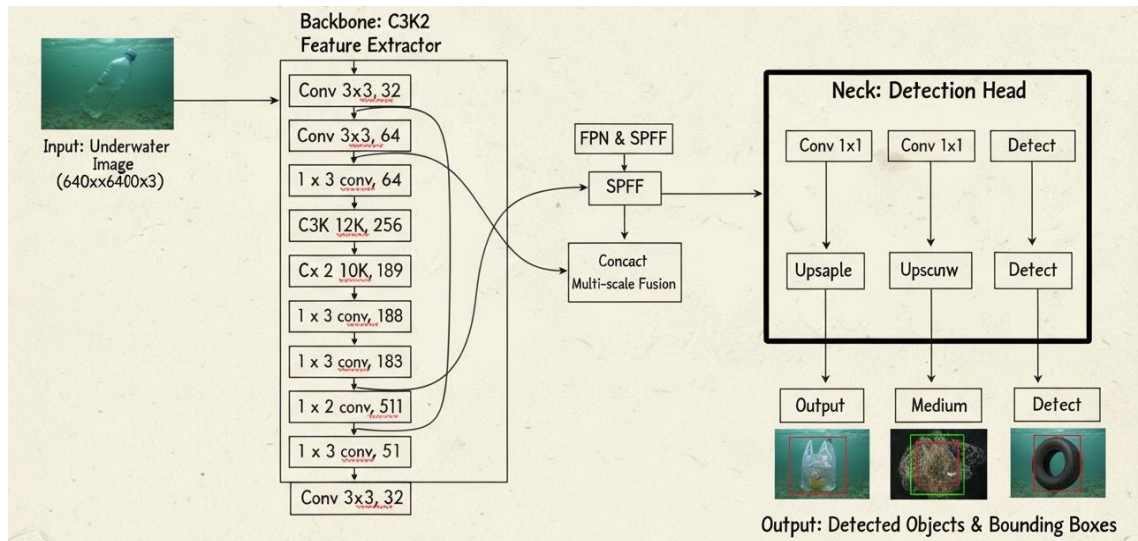 Backbone: C3K2
Feature Extractor
Input: Underwater
Image
(640xx6400x3)
Conv 3x3, 32
Conv 3x3, 64
1 x 3 conv, 64
C3K 12K, 256
Cx 2 10K, 189
1 x 3 conv, 188
1 x 3 conv, 183
1 x 2 conv, 511
1 x 3 conv, 51
Conv 3x3, 32
FPN & SPFF
SPFF
Concact
Multi-scale Fusion
Neck: Detection Head
Conv 1x1
Conv 1x1
Detect
Upsaple
Upscunw
Detect
Output
Medium
Detect
Output: Detected Objects & Bounding Boxes